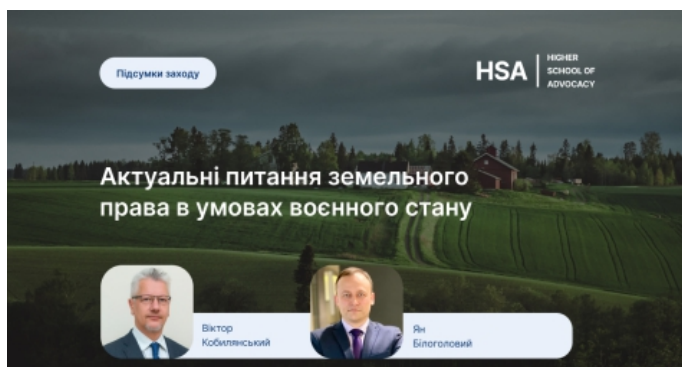 Підсумки заходу
HSA
HIGHER
SCHOOL OF
ADVOCACY
Актуальні питання земельного
права в умовах воєнного стану
Віктор
Кобилянський
Ян
Білоголовий